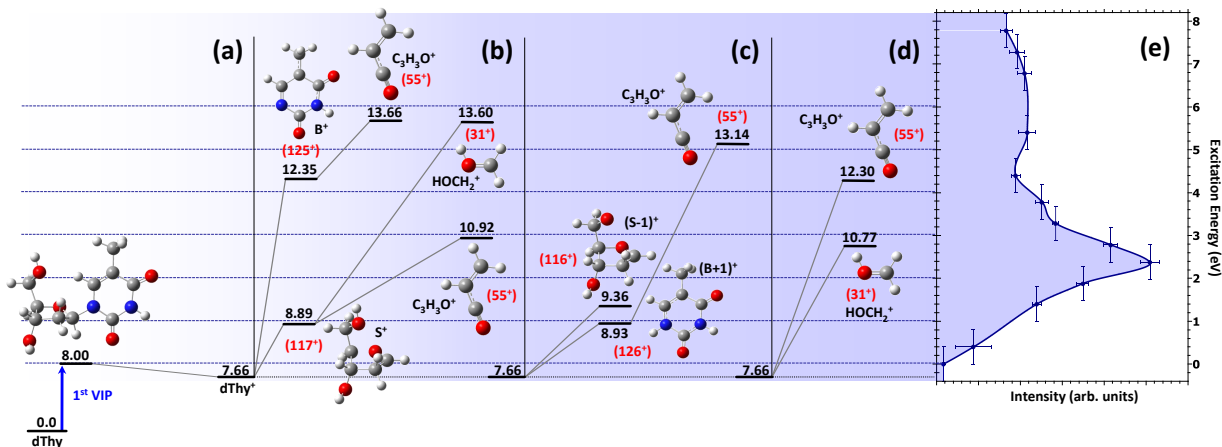 (a)
(b)
(c)
(d)
(e)
8.00
1st VIP
0.0
dThy
B+
(125+)
12.35
C3H3O+
(55+)
13.66
8.89
(117+)
S+
7.66
dThy+
13.60
(31+)
HOCH2+
10.92
C3H3O+
(55+)
7.66
C3H3O+
(55+)
13.14
(S-1)+
(116+)
9.36
(B+1)+
8.93
(126+)
7.66
C3H3O+
(55+)
12.30
10.77
(31+)
HOCH2+
8
7
6
5
4
3
2
1
0
Excitation Energy (eV)
Intensity (arb. units)